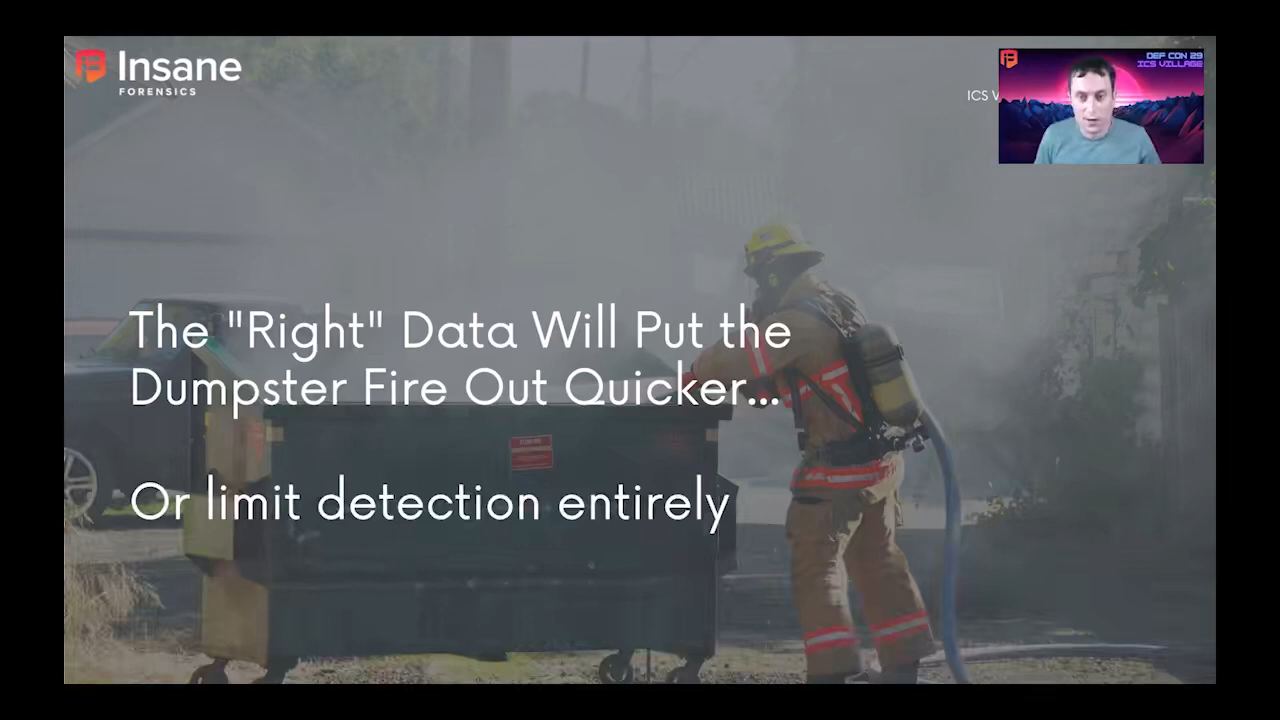 Insane
FORENSICS
DEF CON 29
ICS VILLAGE
ICS V
The "Right" Data Will Put the
Dumpster Fire Out Quicker...
Or limit detection entirely